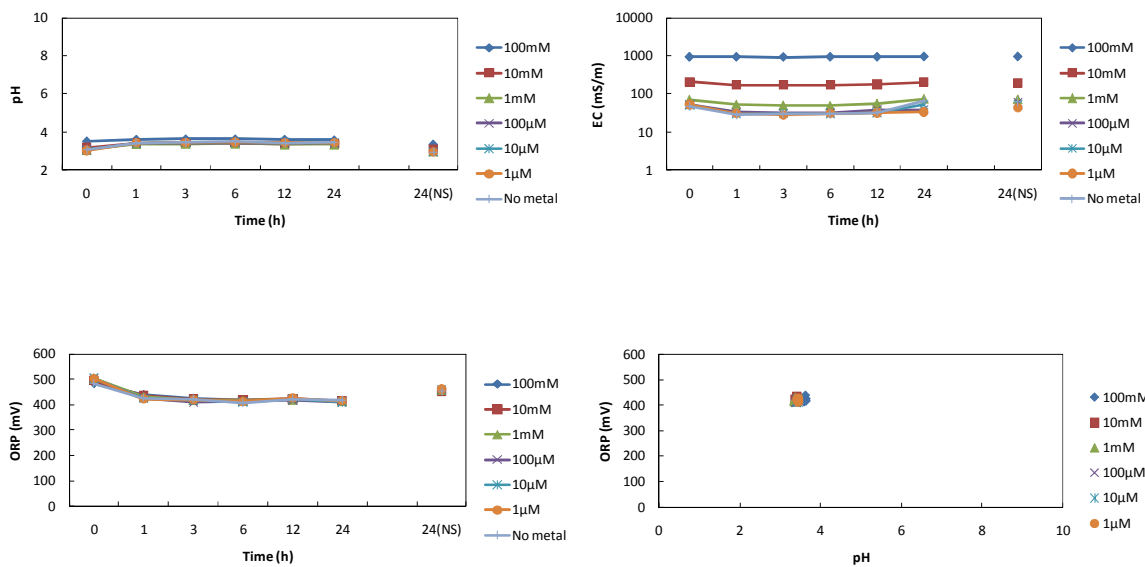 10
8
6
4
2
pH
0 1 3 6 12 24 24(NS)
Time (h)
100mM
10mM
1mM
100μM
10μM
1μM
No metal
10000
1000
100
10
1
EC (mS/m)
0 1 3 6 12 24 24(NS)
Time (h)
100mM
10mM
1mM
100μM
10μM
1μM
No metal
600
500
400
300
200
100
0
ORP (mV)
0 1 3 6 12 24 24(NS)
Time (h)
100mM
10mM
1mM
100μM
10μM
1μM
No metal
600
500
400
300
200
100
0
ORP (mV)
0 2 4 6 8 10
pH
100mM
10mM
1mM
100μM
10μM
1μM